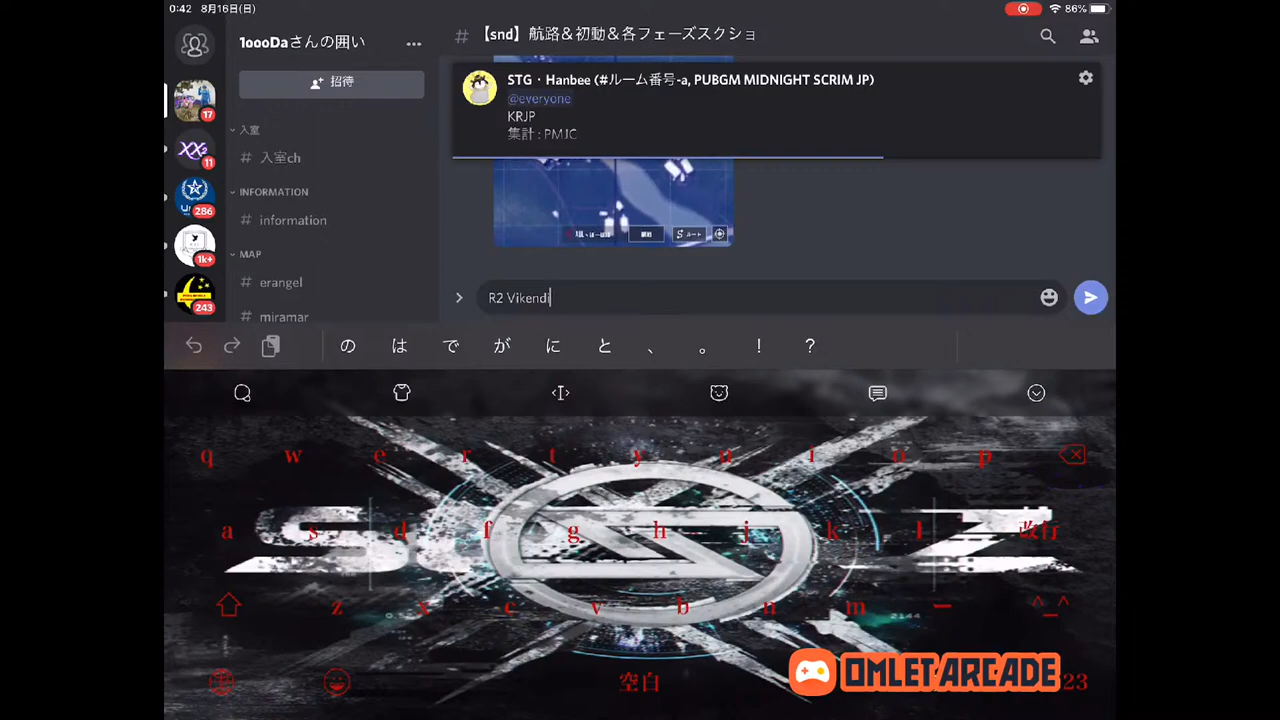 0:42 8月16日(日)
86%
1oooDaさんの囲い
# 【snd】航路＆初動＆各フェーズスクショ
招待
STG・Hanbee (#ルーム番号-a, PUBGM MIDNIGHT SCRIM JP)
@everyone
KRJP
集計 : PMJC
17
入室
# 入室ch
11
INFORMATION
286
# information
ルート
1k+
MAP
# erangel
243
# miramar
R2 Vikendi
の は で が に と 、 。 ! ?
q w e r t y u i o p
a s d f g h j k l 改行
z x c v b n m ー ^_^
空白
OMLET ARCADE
23